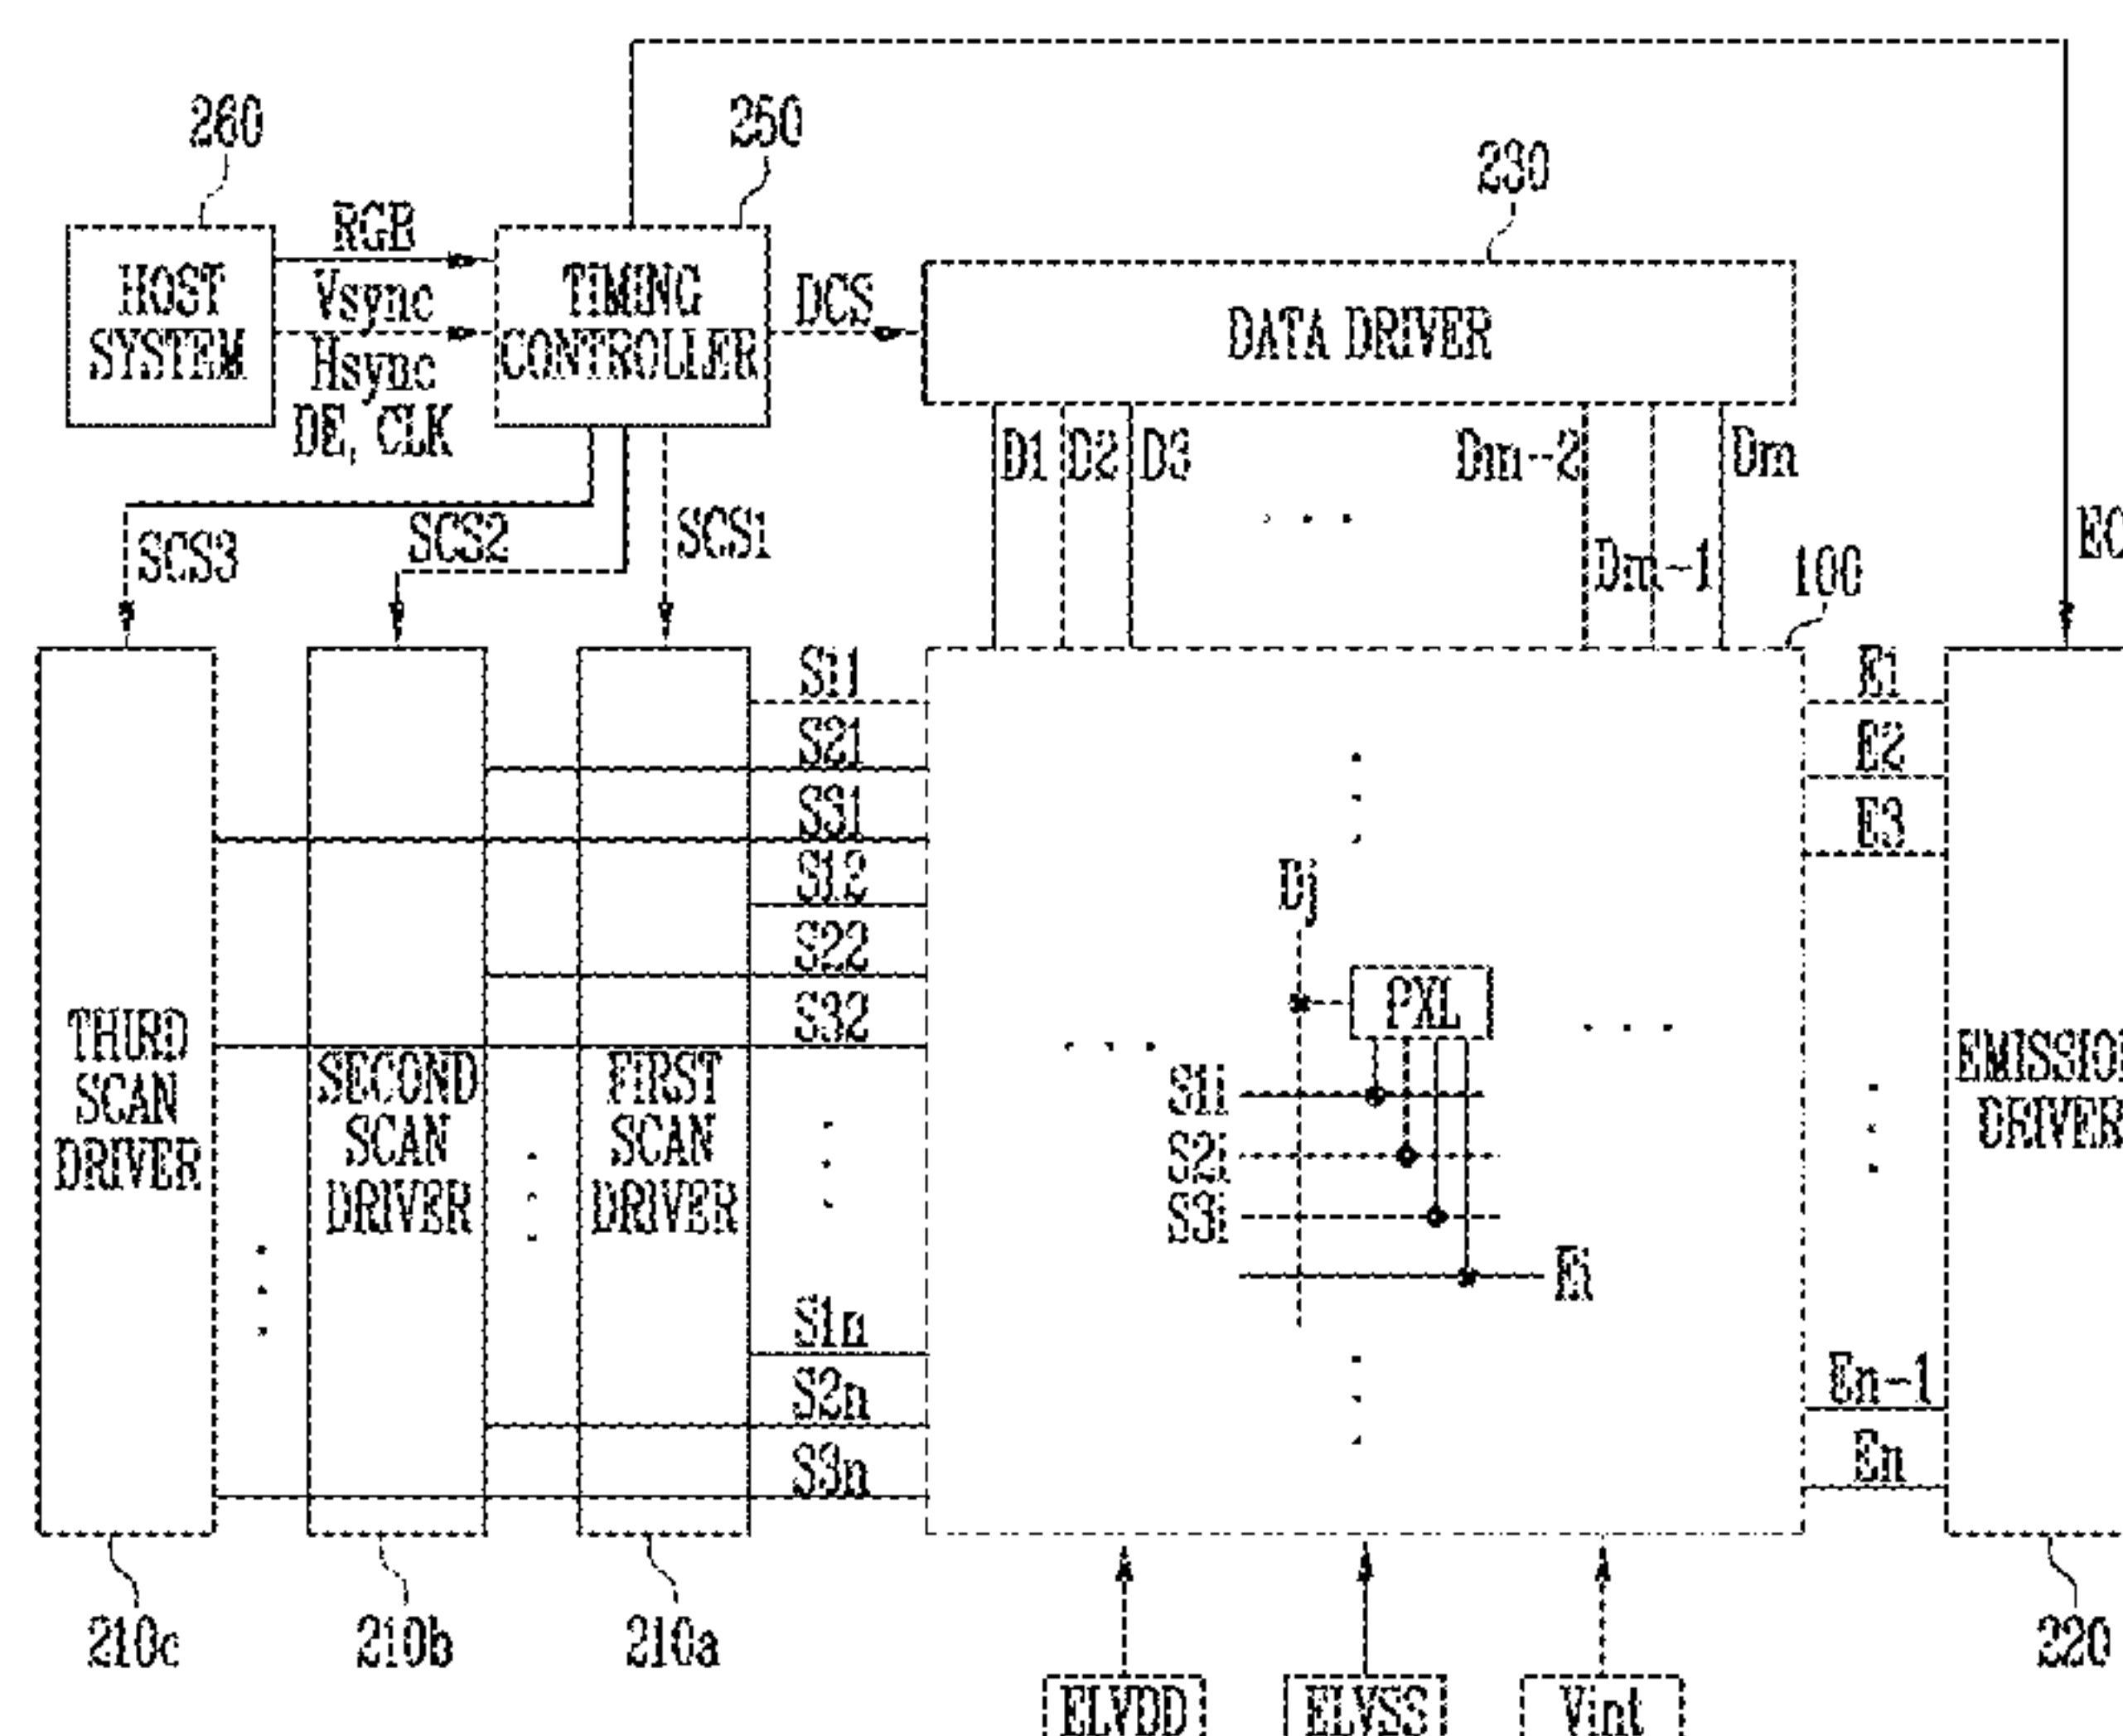 260
250
230
HOST
SYSTEM
RGB
Vsync
Hsync
DE, CLK
TIMING
CONTROLLER
DCS
DATA DRIVER
D1
D2
D3
Dm-2
Dm-1
Dm
SCS3
SCS2
SCS1
100
S11
S21
S31
S12
S22
S32
S1n
S2n
S3n
E1
E2
E3
En-1
En
Dj
PXL
S1i
S2i
S3i
Ei
THIRD
SCAN
DRIVER
SECOND
SCAN
DRIVER
FIRST
SCAN
DRIVER
EMISSION
DRIVER
210c
210b
210a
220
ELVDD
ELVSS
Vint